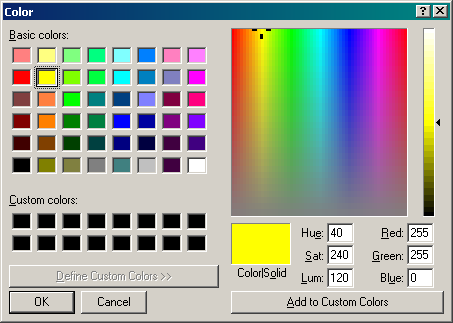 Color
Basic colors:
Custom colors:
Define Custom Colors >>
OK Cancel
Hue: 40 Red: 255
Sat: 240 Green: 255
Color|Solid Lum: 120 Blue: 0
Add to Custom Colors